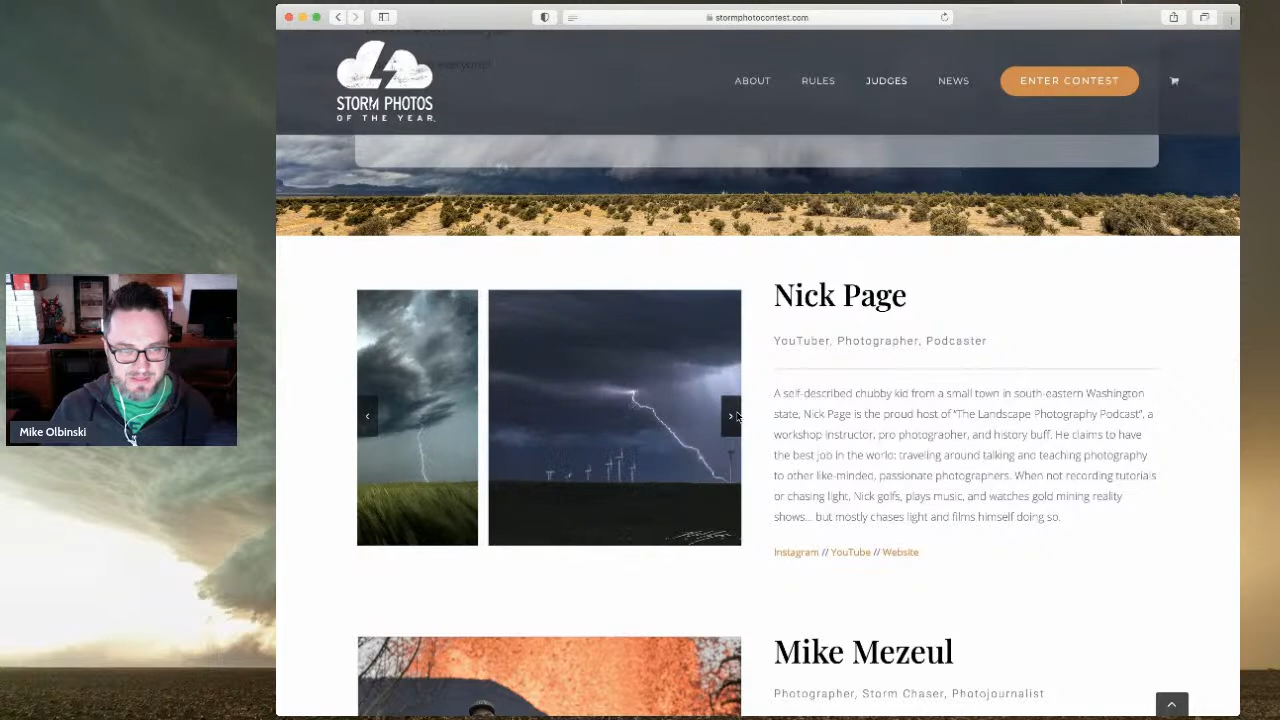 stormphotocontest.com
STORM PHOTOS
OF THE YEAR
ABOUT
RULES
JUDGES
NEWS
ENTER CONTEST
everyone!
Nick Page
YouTuber, Photographer, Podcaster
A self-described chubby kid from a small town in south-eastern Washington
state, Nick Page is the proud host of “The Landscape Photography Podcast”, a
workshop instructor, pro photographer, and history buff. He claims to have
the best job in the world: traveling around talking and teaching photography
to other like-minded, passionate photographers. When not recording tutorials
or chasing light, Nick golfs, plays music, and watches gold mining reality
shows... but mostly chases light and films himself doing so.
Instagram // YouTube // Website
Mike Olbinski
Mike Mezeul
Photographer, Storm Chaser, Photojournalist